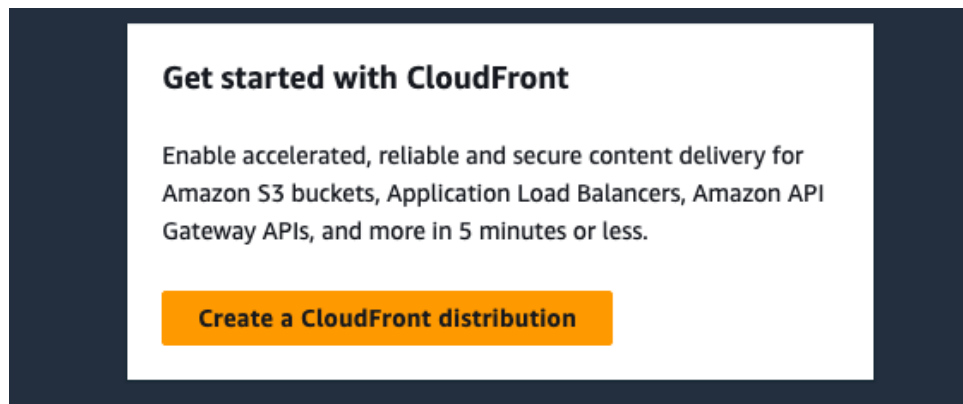 Get started with CloudFront
Enable accelerated, reliable and secure content delivery for
Amazon S3 buckets, Application Load Balancers, Amazon API
Gateway APIs, and more in 5 minutes or less.
Create a CloudFront distribution